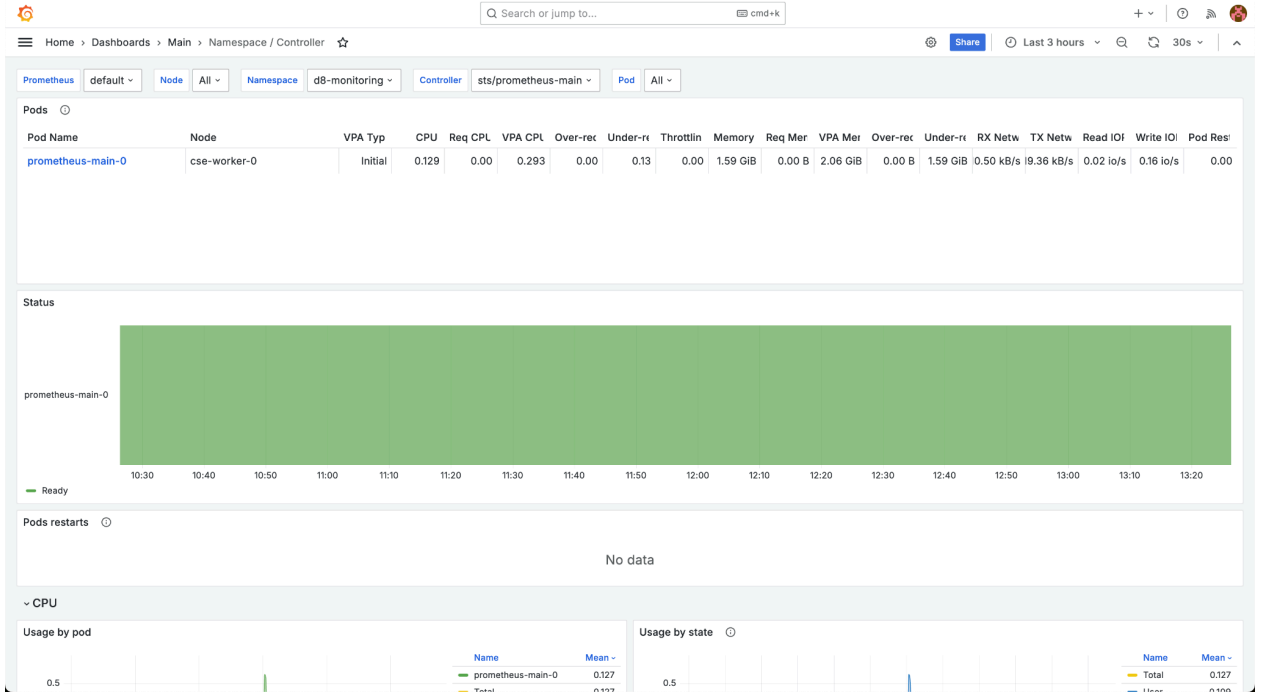 Search or jump to... cmd+k
Home › Dashboards › Main › Namespace / Controller Share Last 3 hours 30s
Prometheus default Node All Namespace d8-monitoring Controller sts/prometheus-main Pod All
Pods
Pod Name Node VPA Typ CPU Req CPU VPA CPU Over-rec Under-re Throttlin Memory Req Mer VPA Mer Over-rec Under-re RX Netw TX Netw Read IOF Write IO Pod Rest
prometheus-main-0 cse-worker-0 Initial 0.129 0.00 0.293 0.00 0.13 0.00 1.59 GiB 0.00 B 2.06 GiB 0.00 B 1.59 GiB 0.50 kB/s 9.36 kB/s 0.02 io/s 0.16 io/s 0.00
Status
prometheus-main-0
10:30 10:40 10:50 11:00 11:10 11:20 11:30 11:40 11:50 12:00 12:10 12:20 12:30 12:40 12:50 13:00 13:10 13:20
Ready
Pods restarts
No data
CPU
Usage by pod
Name Mean
0.5
prometheus-main-0 0.127
Total 0.127
Usage by state
Name Mean
0.5
Total 0.127
User 0.109